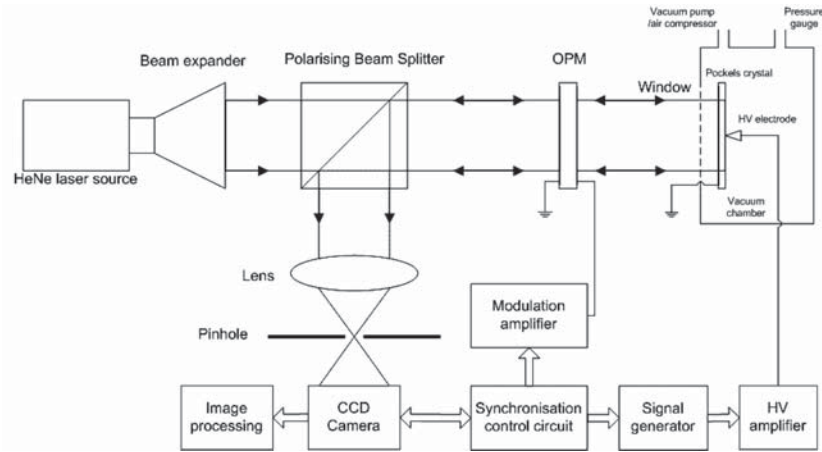 Vacuum pump
/air compressor
Pressure
gauge
Beam expander
Polarising Beam Splitter
OPM
Pockels crystal
Window
HV electrode
HeNe laser source
Vacuum
chamber
Lens
Modulation
amplifier
Pinhole
Image
processing
CCD
Camera
Synchronisation
control circuit
Signal
generator
HV
amplifier